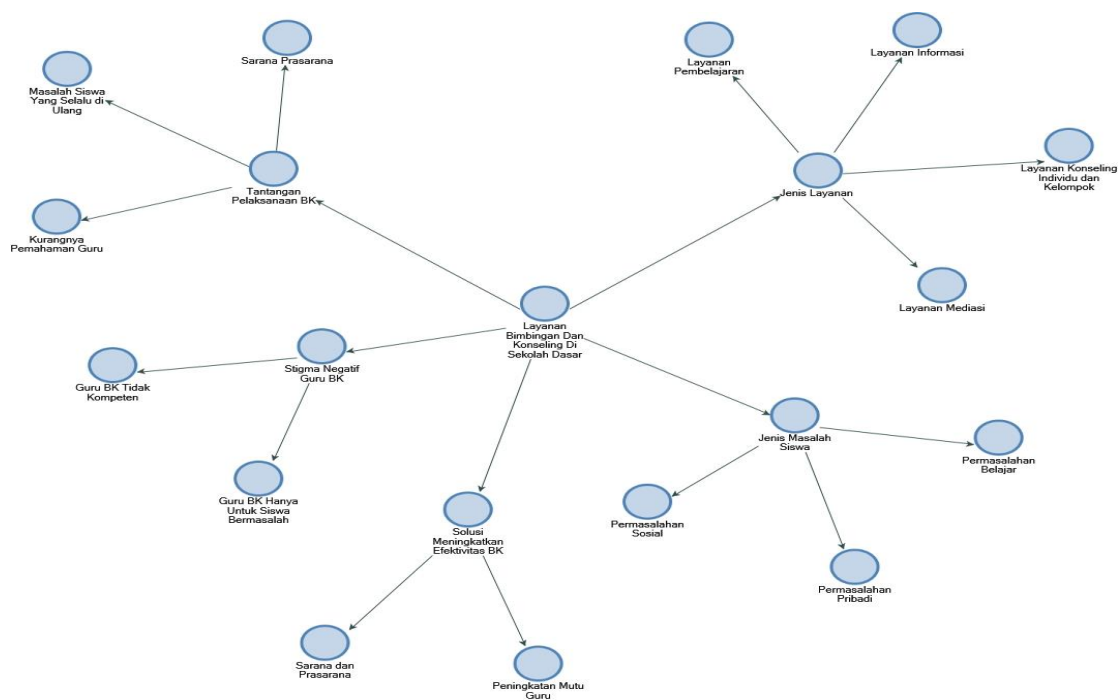 Sarana Prasarana
Masalah Siswa
Yang Selalu di
Ulang
Tantangan
Pelaksanaan BK
Kurangnya
Pemahaman Guru
Layanan
Pembelajaran
Layanan Informasi
Layanan Konseling
Individu dan
Kelompok
Jenis Layanan
Layanan Mediasi
Layanan
Bimbingan Dan
Konseling Di
Sekolah Dasar
Stigma Negatif
Guru BK
Guru BK Tidak
Kompeten
Guru BK Hanya
Untuk Siswa
Bermasalah
Jenis Masalah
Siswa
Permasalahan
Belajar
Permasalahan
Sosial
Permasalahan
Pribadi
Solusi
Meningkatkan
Efektivitas BK
Sarana dan
Prasarana
Peningkatan Mutu
Guru